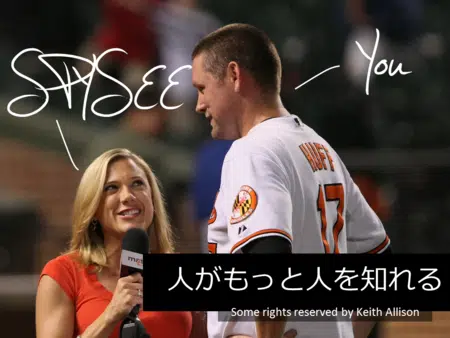 SPYSEE
You
HUFF
17
人がもっと人を知れる
Some rights reserved by Keith Allison